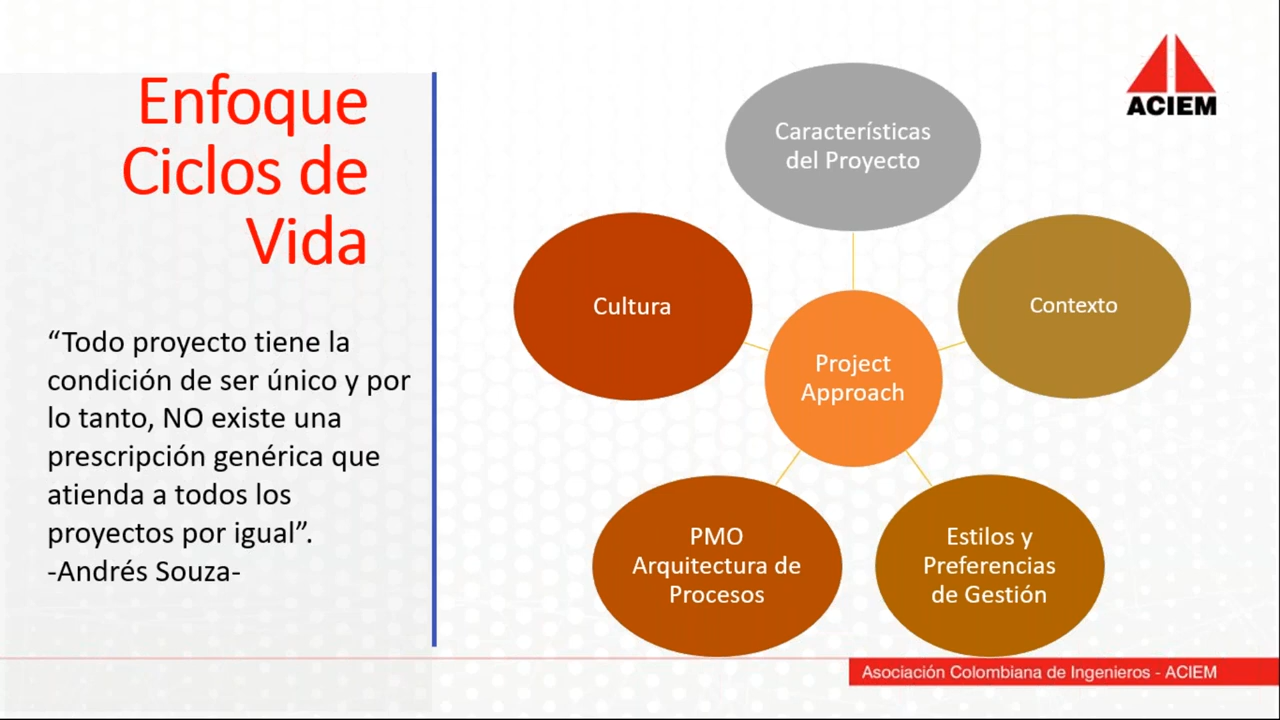 Enfoque
Ciclos de
Vida
“Todo proyecto tiene la
condición de ser único y por
lo tanto, NO existe una
prescripción genérica que
atienda a todos los
proyectos por igual”.
-Andrés Souza-
Características
del Proyecto
Contexto
Estilos y
Preferencias
de Gestión
PMO
Arquitectura de
Procesos
Cultura
Project
Approach
ACIEM
Asociación Colombiana de Ingenieros - ACIEM